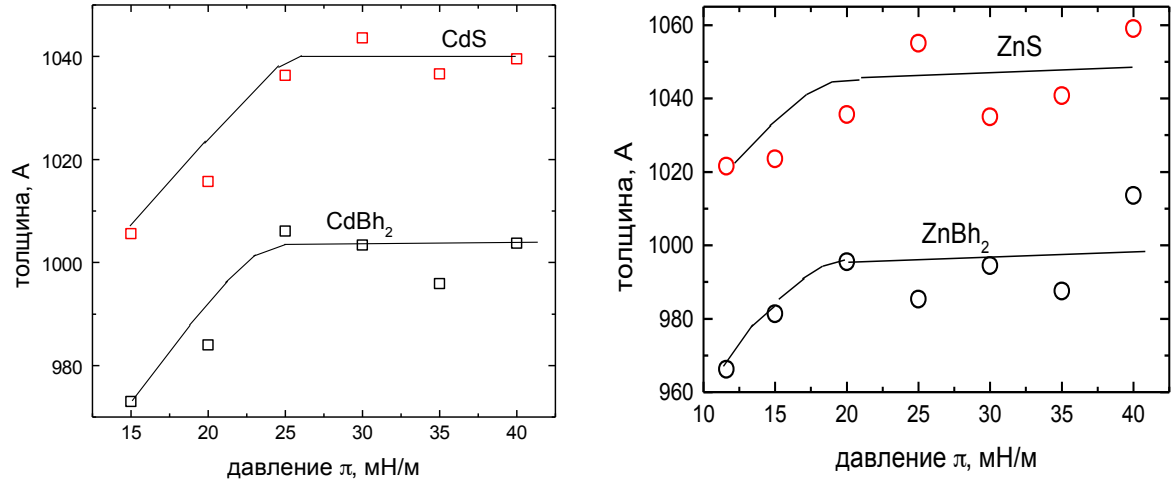 CdS
1040
1020
CdBh₂
1000
980
толщина, А
15 20 25 30 35 40
давление π, мН/м
1060
ZnS
1040
1020
ZnBh₂
1000
980
960
толщина, А
10 15 20 25 30 35 40
давление π, мН/м